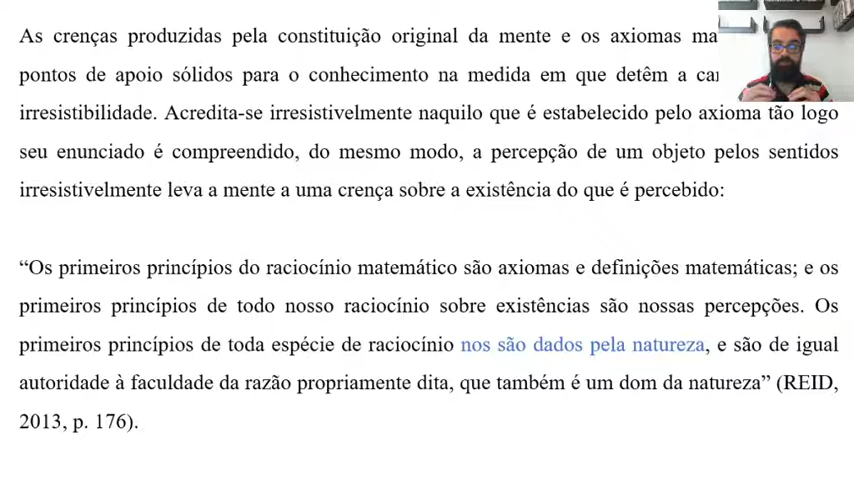 As crenças produzidas pela constituição original da mente e os axiomas
pontos de apoio sólidos para o conhecimento na medida em que detêm a
irresistibilidade. Acredita-se irresistivelmente naquilo que é estabelecido pelo axioma tão logo
seu enunciado é compreendido, do mesmo modo, a percepção de um objeto pelos sentidos
irresistivelmente leva a mente a uma crença sobre a existência do que é percebido:
“Os primeiros princípios do raciocínio matemático são axiomas e definições matemáticas; e os
primeiros princípios de todo nosso raciocínio sobre existências são nossas percepções. Os
primeiros princípios de toda espécie de raciocínio nos são dados pela natureza, e são de igual
autoridade à faculdade da razão propriamente dita, que também é um dom da natureza” (REID,
2013, p. 176).